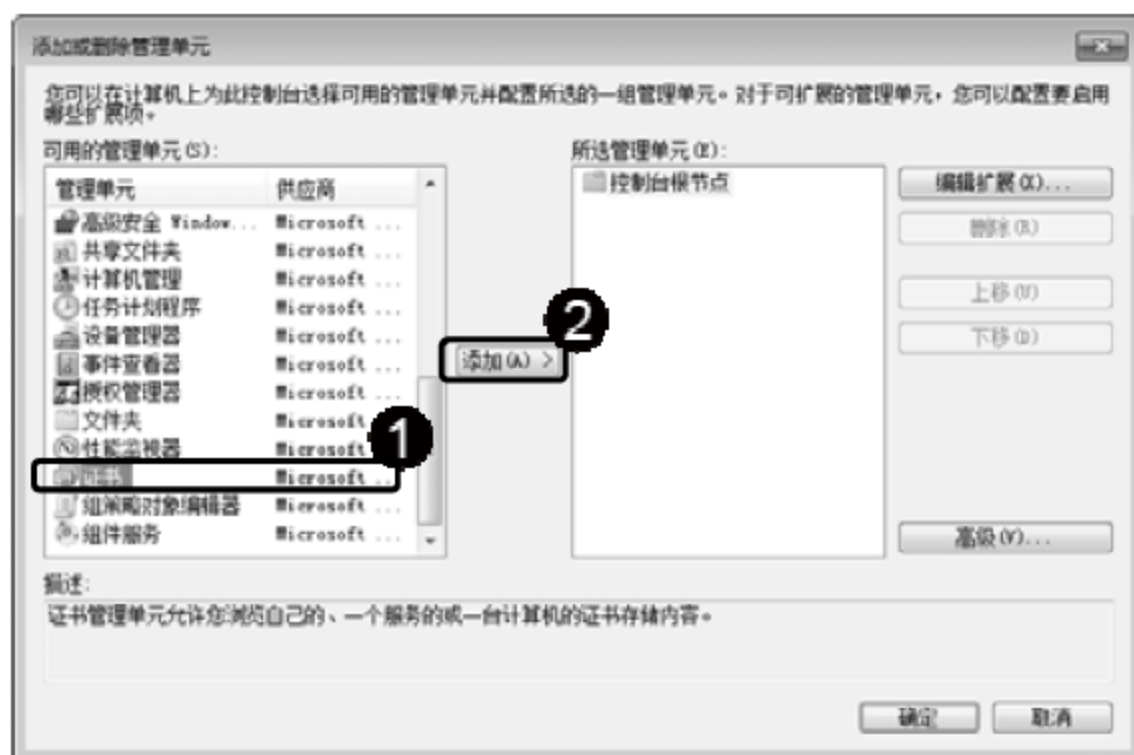 添加或删除管理单元
您可以在计算机上为此控制台选择可用的管理单元并配置所选的一组管理单元。对于可扩展的管理单元，您可以配置要启用
哪些扩展项。
可用的管理单元(S):
所选管理单元(E):
管理单元 供应商
高级安全 Window... Microsoft ...
共享文件夹 Microsoft ...
计算机管理 Microsoft ...
任务计划程序 Microsoft ...
设备管理器 Microsoft ...
事件查看器 Microsoft ...
授权管理器 Microsoft ...
文件夹 Microsoft
性能监视器 Microsoft
证书 Microsoft ...
组策略对象编辑器 Microsoft ...
组件服务 Microsoft ...
1
添加(A) >
2
控制台根节点
编辑扩展(X)...
删除(R)
上移(U)
下移(D)
高级(V)...
描述:
证书管理单元允许您浏览自己的、一个服务的或一台计算机的证书存储内容。
确定 取消